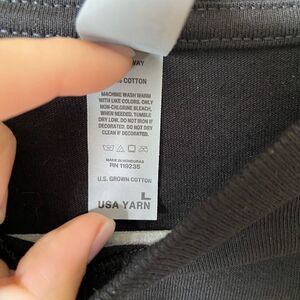 WAY
COTTON
MACHINE WASH WARM
WITH LIKE COLORS. ONLY
NON-CHLORINE BLEACH,
WHEN NEEDED. TUMBLE
DRY LOW. DO NOT IRON IF
DECORATED. DO NOT DRY
CLEAN IF DECORATED.
MADE IN HONDURAS
RN 119235
U.S. GROWN COTTON
L
USA YARN